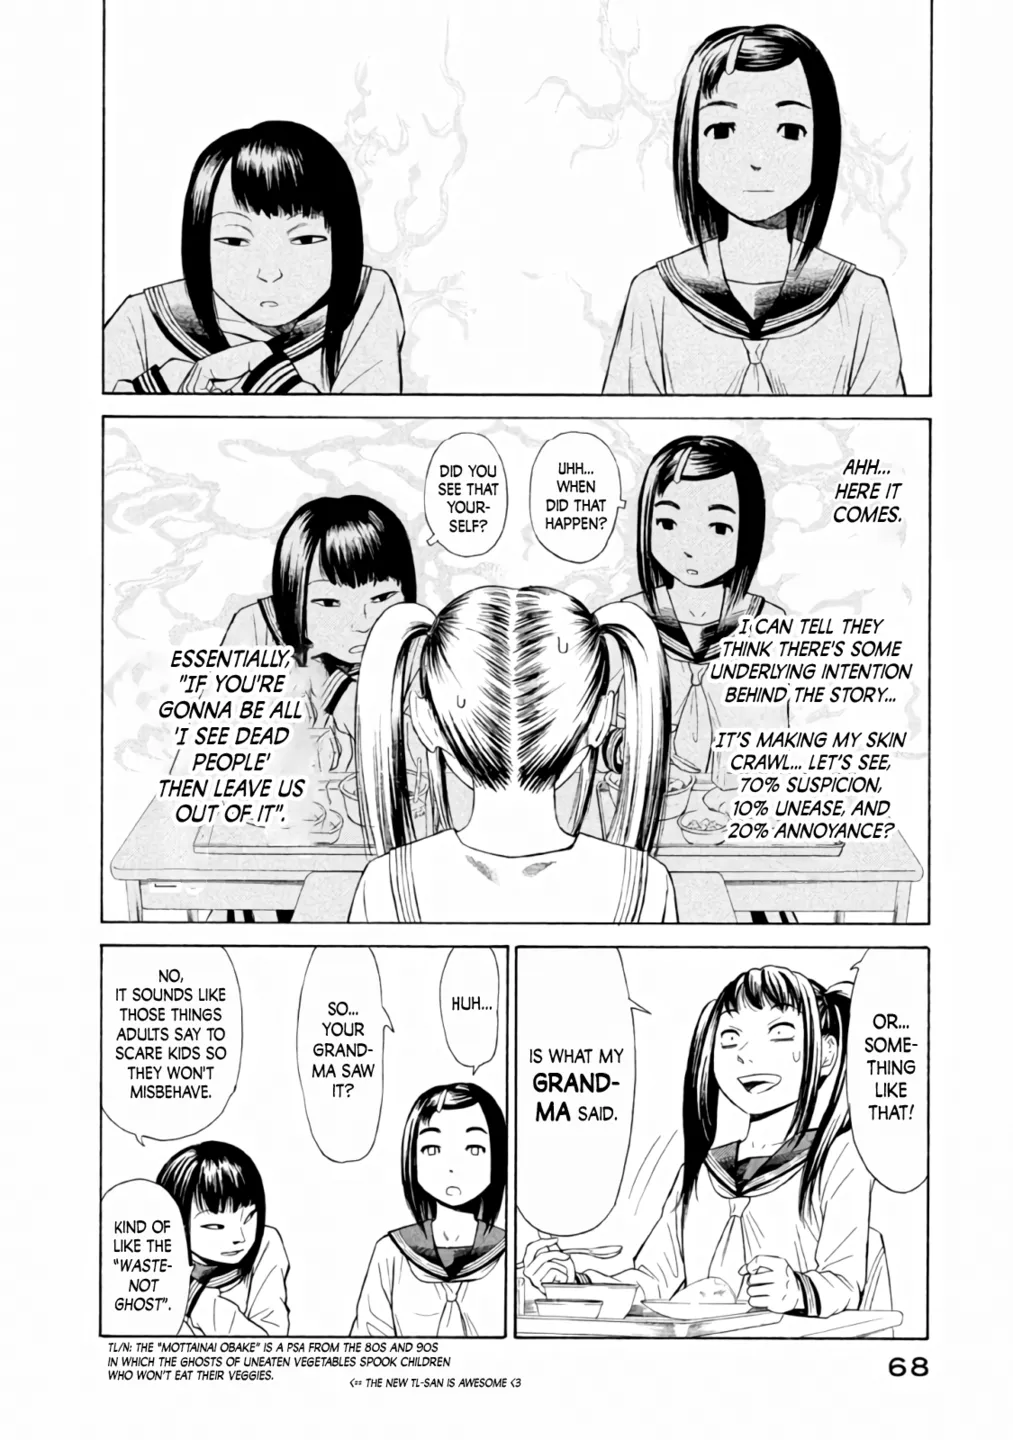 AHH...
HERE IT
COMES.
UHH...
WHEN
DID THAT
HAPPEN?
DID YOU
SEE THAT
YOUR-
SELF?
I CAN TELL THEY
THINK THERE'S SOME
UNDERLYING INTENTION
BEHIND THE STORY...
IT'S MAKING MY SKIN
CRAWL... LET'S SEE,
70% SUSPICION,
10% UNEASE, AND
20% ANNOYANCE?
ESSENTIALLY,
"IF YOU'RE
GONNA BE ALL
'I SEE DEAD
PEOPLE'
THEN LEAVE US
OUT OF IT".
OR...
SOME-
THING
LIKE
THAT!
IS WHAT MY
GRAND-
MA SAID.
HUH...
SO...
YOUR
GRAND-
MA SAW
IT?
NO,
IT SOUNDS LIKE
THOSE THINGS
ADULTS SAY TO
SCARE KIDS SO
THEY WON'T
MISBEHAVE.
KIND OF
LIKE THE
"WASTE-
NOT
GHOST".
TL/N: THE "MOTTAINAI OBAKE" IS A PSA FROM THE 80S AND 90S
IN WHICH THE GHOSTS OF UNEATEN VEGETABLES SPOOK CHILDREN
WHO WON'T EAT THEIR VEGGIES.
<== THE NEW TL-SAN IS AWESOME <3
68